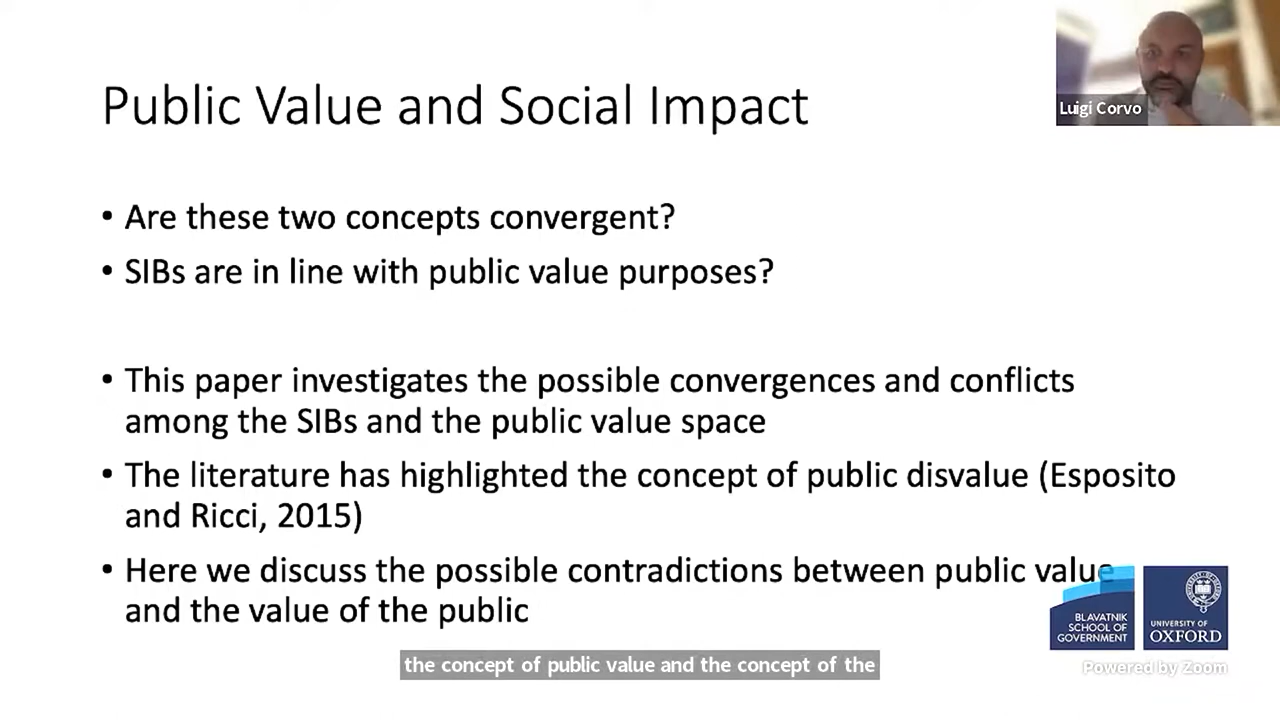 Public Value and Social Impact
Luigi Corvo
• Are these two concepts convergent?
• SIBs are in line with public value purposes?
• This paper investigates the possible convergences and conflicts
among the SIBs and the public value space
• The literature has highlighted the concept of public disvalue (Esposito
and Ricci, 2015)
• Here we discuss the possible contradictions between public value
and the value of the public
BLAVATNIK
SCHOOL OF
GOVERNMENT
UNIVERSITY OF
OXFORD
the concept of public value and the concept of the
Powered by Zoom